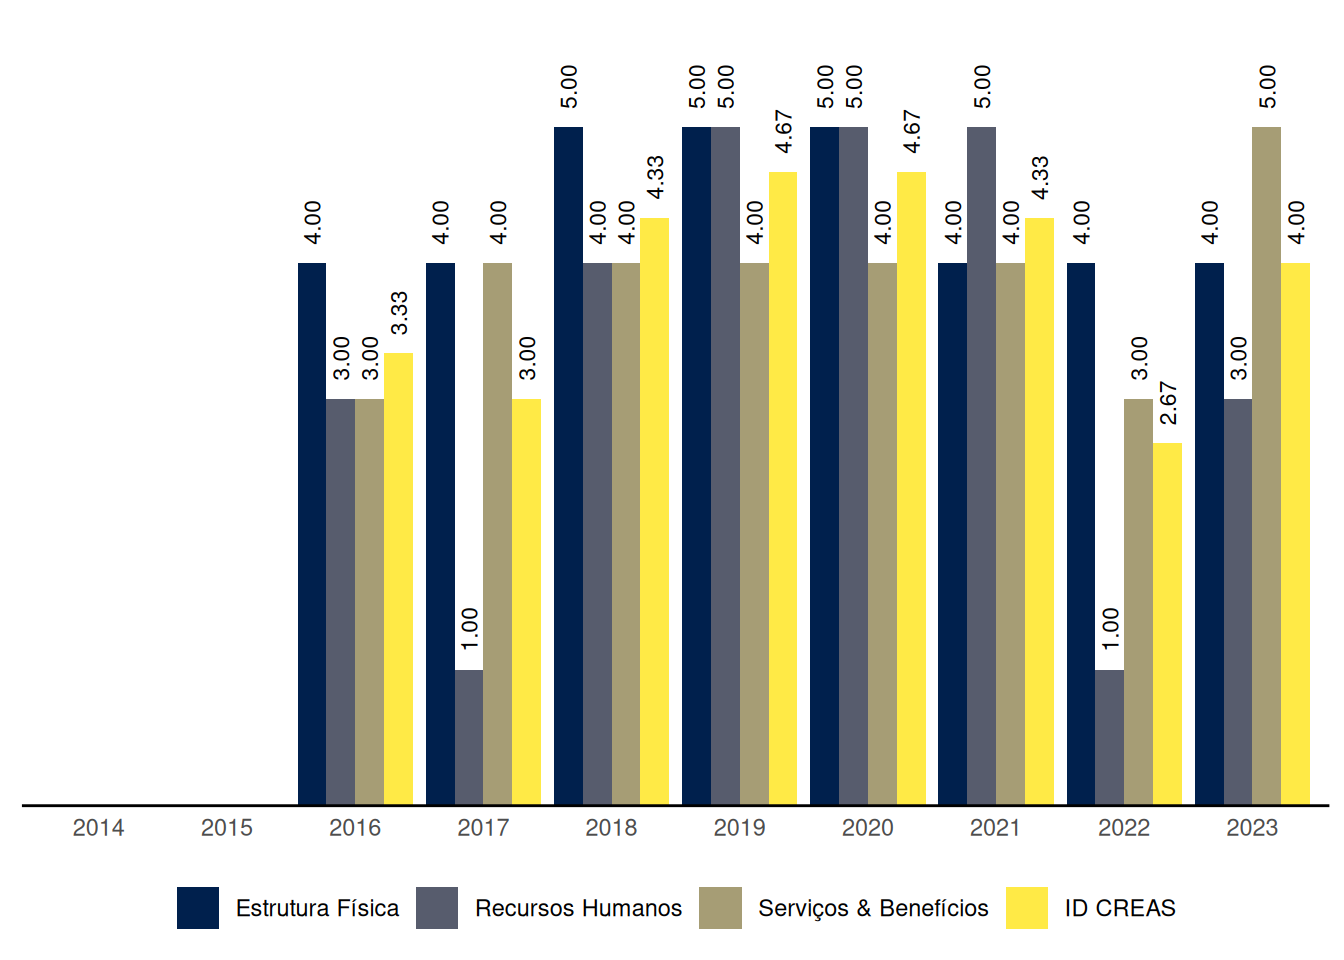 5.00 5.00 5.00 5.00 5.00 5.00 5.00
4.67 4.67
4.33 4.33
4.00 4.00 4.00 4.00 4.00 4.00 4.00 4.00 4.00 4.00 4.00 4.00
3.33
3.00 3.00 3.00 3.00 3.00
2.67
1.00 1.00
2014 2015 2016 2017 2018 2019 2020 2021 2022 2023
Estrutura Física Recursos Humanos Serviços & Benefícios ID CREAS